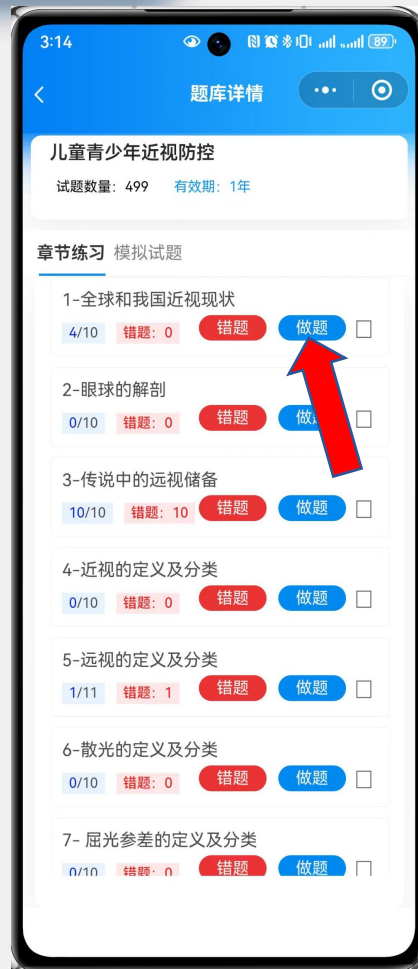 3:14 89
题库详情
儿童青少年近视防控
试题数量：499 有效期：1年
章节练习 模拟试题
1-全球和我国近视现状
4/10 错题：0 错题 做题
2-眼球的解剖
0/10 错题：0 错题 做
3-传说中的远视储备
10/10 错题：10 错题 做题
4-近视的定义及分类
0/10 错题：0 错题 做题
5-远视的定义及分类
1/11 错题：1 错题 做题
6-散光的定义及分类
0/10 错题：0 错题 做题
7- 屈光参差的定义及分类
0/10 错题：0 错题 做题